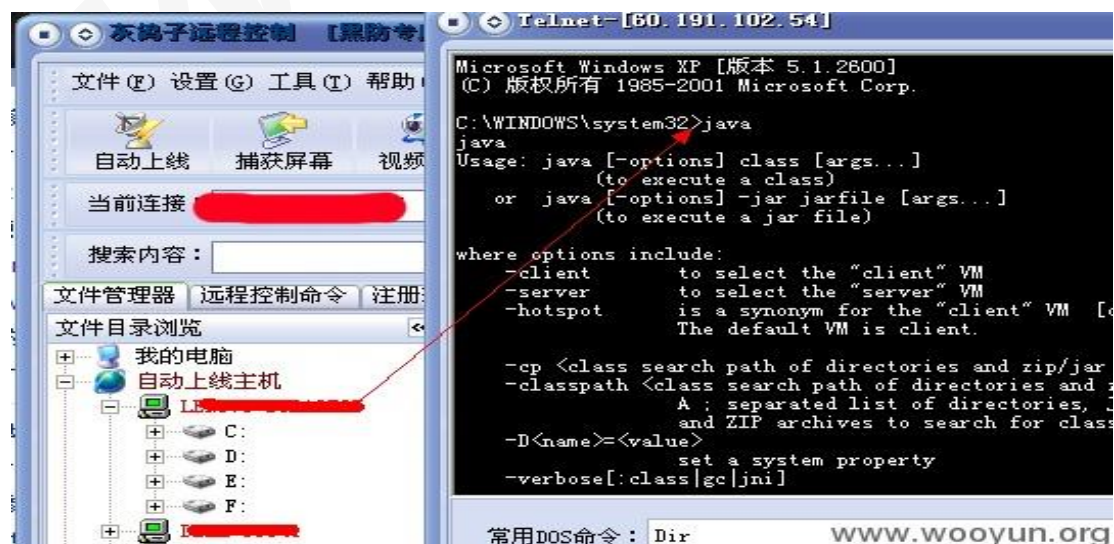 灰鸽子远程控制 【黑防专
文件(F) 设置(G) 工具(T) 帮助
自动上线 捕获屏幕 视频
当前连接
搜索内容：
文件管理器 远程控制命令 注册
文件目录浏览
我的电脑
自动上线主机
C:
D:
E:
F:
Telnet-[60.191.102.54]
Microsoft Windows XP [版本 5.1.2600]
(C) 版权所有 1985-2001 Microsoft Corp.
C:\WINDOWS\system32>java
java
Usage: java [-options] class [args...]
(to execute a class)
or java [-options] -jar jarfile [args...]
(to execute a jar file)
where options include:
-client to select the "client" VM
-server to select the "server" VM
-hotspot is a synonym for the "client" VM [
The default VM is client.
-cp <class search path of directories and zip/jar
-classpath <class search path of directories and
A ; separated list of directories,
and ZIP archives to search for class
-D<name>=<value>
set a system property
-verbose[:class|gc|jni]
常用DOS命令： Dir
www.wooyun.org